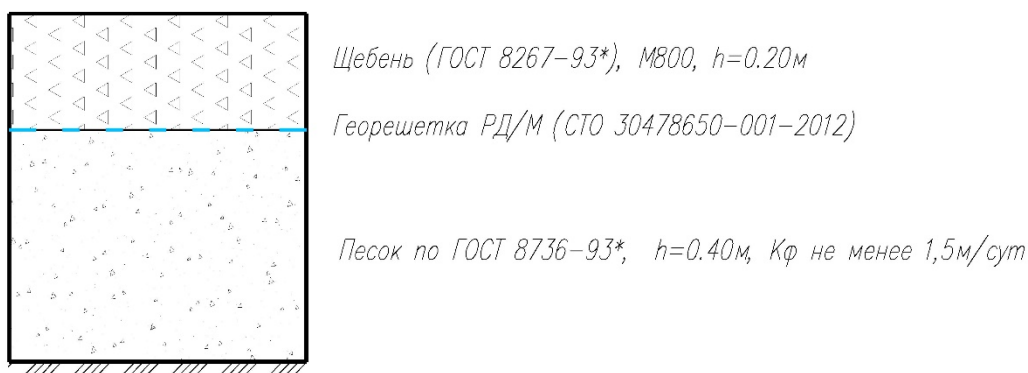 Щебень (ГОСТ 8267-93*), М800, h=0.20м
Георешетка РД/М (СТО 30478650-001-2012)
Песок по ГОСТ 8736-93*, h=0.40м, Кф не менее 1,5м/сут